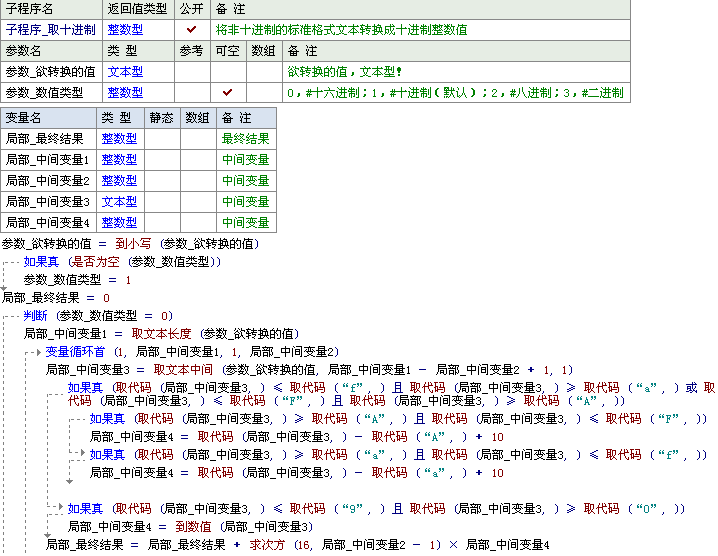 子程序名 返回值类型 公开 备 注
子程序_取十进制 整数型 ✓ 将非十进制的标准格式文本转换成十进制整数值
参数名 类 型 参考 可空 数组 备 注
参数_欲转换的值 文本型 欲转换的值，文本型!
参数_数值类型 整数型 ✓ 0，#十六进制；1，#十进制（默认）；2，#八进制；3，#二进制
变量名 类 型 静态 数组 备 注
局部_最终结果 整数型 最终结果
局部_中间变量1 整数型 中间变量
局部_中间变量2 整数型 中间变量
局部_中间变量3 文本型 中间变量
局部_中间变量4 整数型 中间变量
参数_欲转换的值 ＝ 到小写 (参数_欲转换的值)
如果真 (是否为空 (参数_数值类型))
参数_数值类型 ＝ 1
局部_最终结果 ＝ 0
判断 (参数_数值类型 ＝ 0)
局部_中间变量1 ＝ 取文本长度 (参数_欲转换的值)
变量循环首 (1, 局部_中间变量1, 1, 局部_中间变量2)
局部_中间变量3 ＝ 取文本中间 (参数_欲转换的值, 局部_中间变量1 － 局部_中间变量2 ＋ 1, 1)
如果真 (取代码 (局部_中间变量3, ) ≤ 取代码 (“f”, ) 且 取代码 (局部_中间变量3, ) ≥ 取代码 (“a”, ) 或 取
代码 (局部_中间变量3, ) ≤ 取代码 (“F”, ) 且 取代码 (局部_中间变量3, ) ≥ 取代码 (“A”, ))
如果真 (取代码 (局部_中间变量3, ) ≥ 取代码 (“A”, ) 且 取代码 (局部_中间变量3, ) ≤ 取代码 (“F”, ))
局部_中间变量4 ＝ 取代码 (局部_中间变量3, ) － 取代码 (“A”, ) ＋ 10
如果真 (取代码 (局部_中间变量3, ) ≥ 取代码 (“a”, ) 且 取代码 (局部_中间变量3, ) ≤ 取代码 (“f”, ))
局部_中间变量4 ＝ 取代码 (局部_中间变量3, ) － 取代码 (“a”, ) ＋ 10
如果真 (取代码 (局部_中间变量3, ) ≤ 取代码 (“9”, ) 且 取代码 (局部_中间变量3, ) ≥ 取代码 (“0”, ))
局部_中间变量4 ＝ 到数值 (局部_中间变量3)
局部_最终结果 ＝ 局部_最终结果 ＋ 求次方 (16, 局部_中间变量2 － 1) × 局部_中间变量4